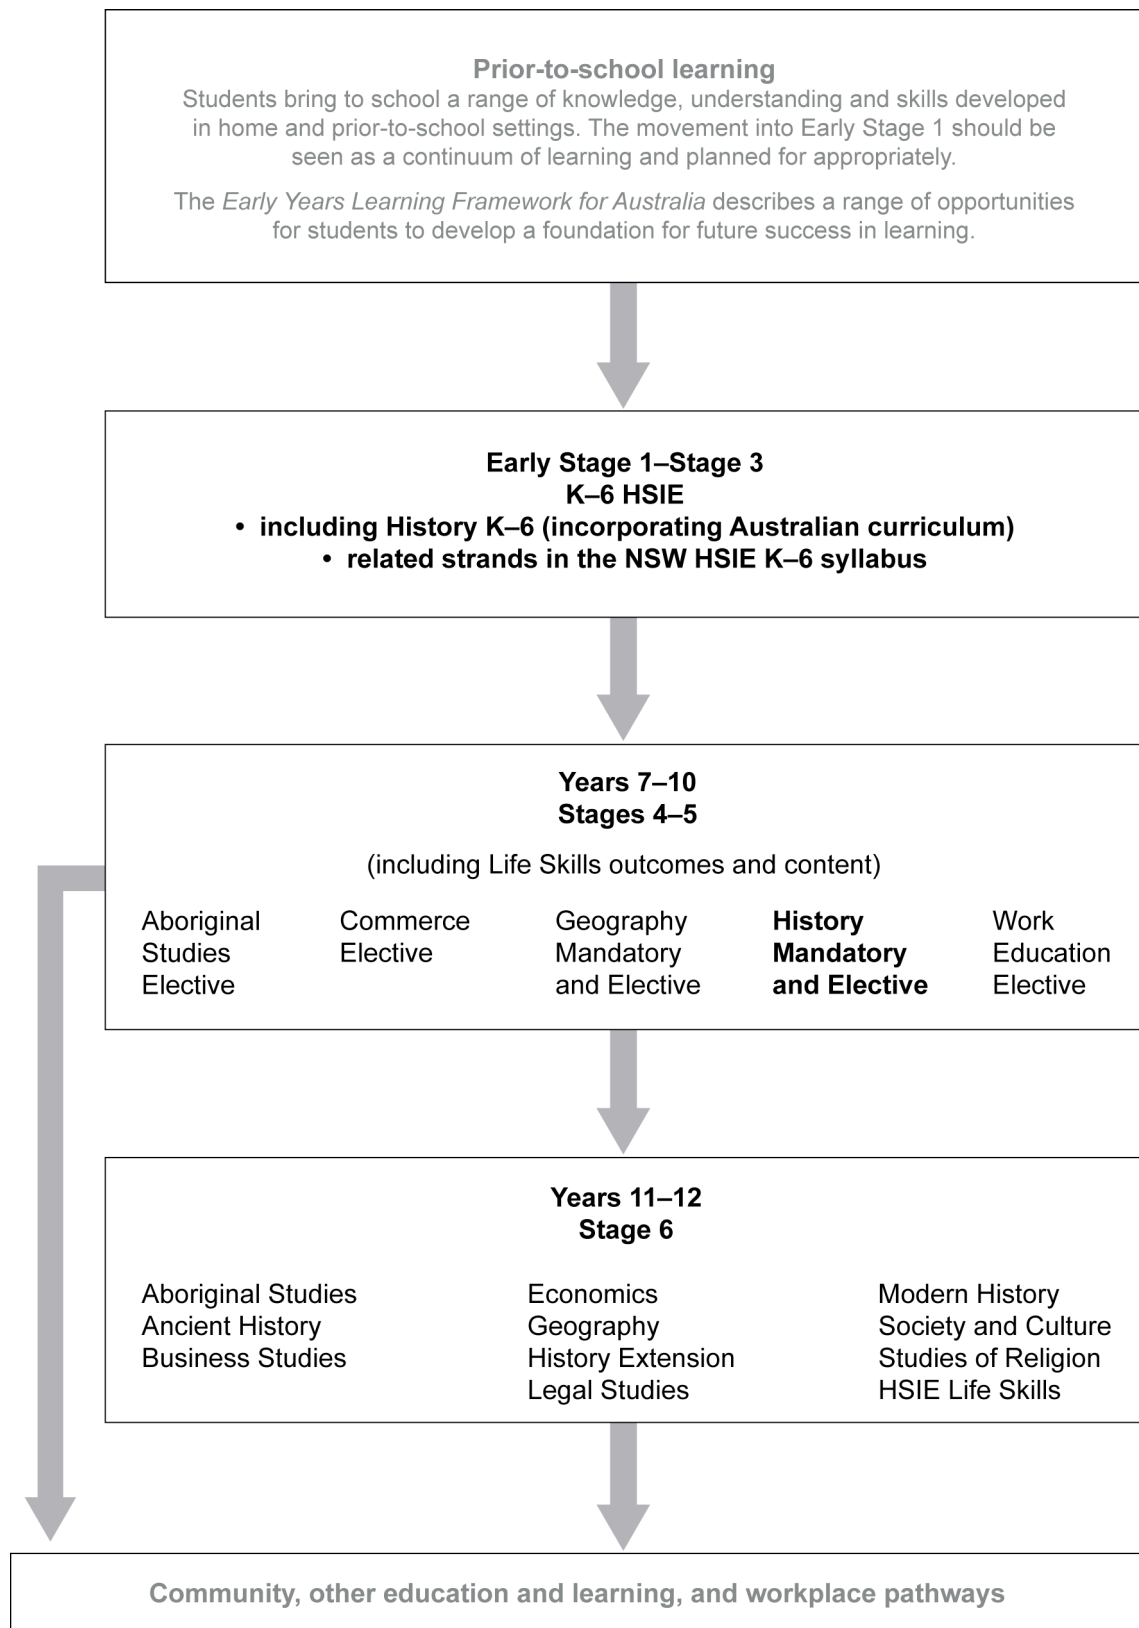 Prior-to-school learning
Students bring to school a range of knowledge, understanding and skills developed
in home and prior-to-school settings. The movement into Early Stage 1 should be
seen as a continuum of learning and planned for appropriately.
The Early Years Learning Framework for Australia describes a range of opportunities
for students to develop a foundation for future success in learning.
Early Stage 1–Stage 3
K–6 HSIE
• including History K–6 (incorporating Australian curriculum)
• related strands in the NSW HSIE K–6 syllabus
Years 7–10
Stages 4–5
(including Life Skills outcomes and content)
Aboriginal
Studies
Elective
Commerce
Elective
Geography
Mandatory
and Elective
History
Mandatory
and Elective
Work
Education
Elective
Years 11–12
Stage 6
Aboriginal Studies
Ancient History
Business Studies
Economics
Geography
History Extension
Legal Studies
Modern History
Society and Culture
Studies of Religion
HSIE Life Skills
Community, other education and learning, and workplace pathways